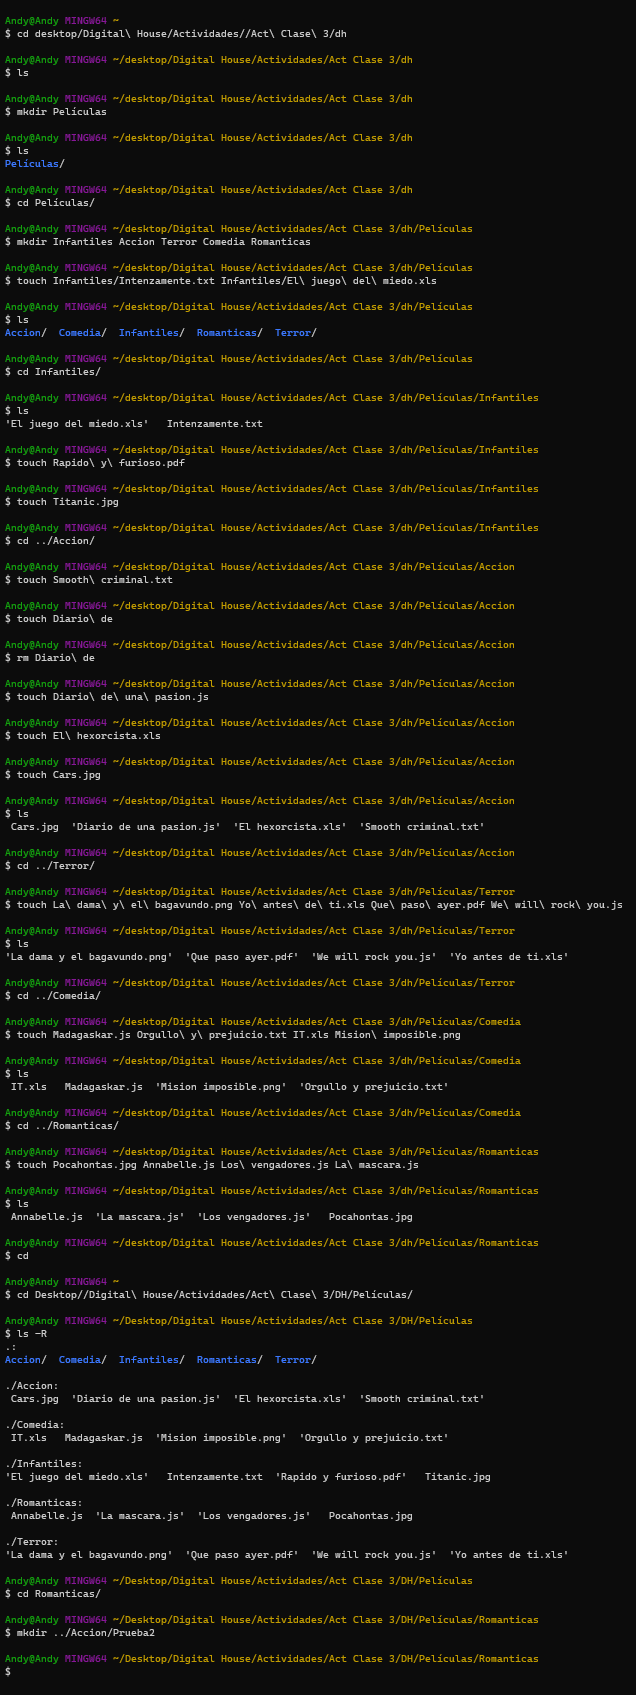 Andy@Andy MINGW64 ~
$ cd desktop/Digital\ House/Actividades//Act\ Clase\ 3/dh
Andy@Andy MINGW64 ~/desktop/Digital House/Actividades/Act Clase 3/dh
$ ls
Andy@Andy MINGW64 ~/desktop/Digital House/Actividades/Act Clase 3/dh
$ mkdir Películas
Andy@Andy MINGW64 ~/desktop/Digital House/Actividades/Act Clase 3/dh
$ ls
Películas/
Andy@Andy MINGW64 ~/desktop/Digital House/Actividades/Act Clase 3/dh
$ cd Películas/
Andy@Andy MINGW64 ~/desktop/Digital House/Actividades/Act Clase 3/dh/Películas
$ mkdir Infantiles Accion Terror Comedia Romanticas
Andy@Andy MINGW64 ~/desktop/Digital House/Actividades/Act Clase 3/dh/Películas
$ touch Infantiles/Intenzamente.txt Infantiles/El\ juego\ del\ miedo.xls
Andy@Andy MINGW64 ~/desktop/Digital House/Actividades/Act Clase 3/dh/Películas
$ ls
Accion/  Comedia/  Infantiles/  Romanticas/  Terror/
Andy@Andy MINGW64 ~/desktop/Digital House/Actividades/Act Clase 3/dh/Películas
$ cd Infantiles/
Andy@Andy MINGW64 ~/desktop/Digital House/Actividades/Act Clase 3/dh/Películas/Infantiles
$ ls
'El juego del miedo.xls'   Intenzamente.txt
Andy@Andy MINGW64 ~/desktop/Digital House/Actividades/Act Clase 3/dh/Películas/Infantiles
$ touch Rapido\ y\ furioso.pdf
Andy@Andy MINGW64 ~/desktop/Digital House/Actividades/Act Clase 3/dh/Películas/Infantiles
$ touch Titanic.jpg
Andy@Andy MINGW64 ~/desktop/Digital House/Actividades/Act Clase 3/dh/Películas/Infantiles
$ cd ../Accion/
Andy@Andy MINGW64 ~/desktop/Digital House/Actividades/Act Clase 3/dh/Películas/Accion
$ touch Smooth\ criminal.txt
Andy@Andy MINGW64 ~/desktop/Digital House/Actividades/Act Clase 3/dh/Películas/Accion
$ touch Diario\ de
Andy@Andy MINGW64 ~/desktop/Digital House/Actividades/Act Clase 3/dh/Películas/Accion
$ rm Diario\ de
Andy@Andy MINGW64 ~/desktop/Digital House/Actividades/Act Clase 3/dh/Películas/Accion
$ touch Diario\ de\ una\ pasion.js
Andy@Andy MINGW64 ~/desktop/Digital House/Actividades/Act Clase 3/dh/Películas/Accion
$ touch El\ hexorcista.xls
Andy@Andy MINGW64 ~/desktop/Digital House/Actividades/Act Clase 3/dh/Películas/Accion
$ touch Cars.jpg
Andy@Andy MINGW64 ~/desktop/Digital House/Actividades/Act Clase 3/dh/Películas/Accion
$ ls
Cars.jpg  'Diario de una pasion.js'  'El hexorcista.xls'  'Smooth criminal.txt'
Andy@Andy MINGW64 ~/desktop/Digital House/Actividades/Act Clase 3/dh/Películas/Accion
$ cd ../Terror/
Andy@Andy MINGW64 ~/desktop/Digital House/Actividades/Act Clase 3/dh/Películas/Terror
$ touch La\ dama\ y\ el\ bagavundo.png Yo\ antes\ de\ ti.xls Que\ paso\ ayer.pdf We\ will\ rock\ you.js
Andy@Andy MINGW64 ~/desktop/Digital House/Actividades/Act Clase 3/dh/Películas/Terror
$ ls
'La dama y el bagavundo.png'  'Que paso ayer.pdf'  'We will rock you.js'  'Yo antes de ti.xls'
Andy@Andy MINGW64 ~/desktop/Digital House/Actividades/Act Clase 3/dh/Películas/Terror
$ cd ../Comedia/
Andy@Andy MINGW64 ~/desktop/Digital House/Actividades/Act Clase 3/dh/Películas/Comedia
$ touch Madagaskar.js Orgullo\ y\ prejuicio.txt IT.xls Mision\ imposible.png
Andy@Andy MINGW64 ~/desktop/Digital House/Actividades/Act Clase 3/dh/Películas/Comedia
$ ls
IT.xls   Madagaskar.js  'Mision imposible.png'  'Orgullo y prejuicio.txt'
Andy@Andy MINGW64 ~/desktop/Digital House/Actividades/Act Clase 3/dh/Películas/Comedia
$ cd ../Romanticas/
Andy@Andy MINGW64 ~/desktop/Digital House/Actividades/Act Clase 3/dh/Películas/Romanticas
$ touch Pocahontas.jpg Annabelle.js Los\ vengadores.js La\ mascara.js
Andy@Andy MINGW64 ~/desktop/Digital House/Actividades/Act Clase 3/dh/Películas/Romanticas
$ ls
Annabelle.js  'La mascara.js'  'Los vengadores.js'   Pocahontas.jpg
Andy@Andy MINGW64 ~/desktop/Digital House/Actividades/Act Clase 3/dh/Películas/Romanticas
$ cd
Andy@Andy MINGW64 ~
$ cd Desktop//Digital\ House/Actividades/Act\ Clase\ 3/DH/Películas/
Andy@Andy MINGW64 ~/Desktop/Digital House/Actividades/Act Clase 3/DH/Películas
$ ls -R
.:
Accion/  Comedia/  Infantiles/  Romanticas/  Terror/
./Accion:
Cars.jpg  'Diario de una pasion.js'  'El hexorcista.xls'  'Smooth criminal.txt'
./Comedia:
IT.xls   Madagaskar.js  'Mision imposible.png'  'Orgullo y prejuicio.txt'
./Infantiles:
'El juego del miedo.xls'   Intenzamente.txt  'Rapido y furioso.pdf'   Titanic.jpg
./Romanticas:
Annabelle.js  'La mascara.js'  'Los vengadores.js'   Pocahontas.jpg
./Terror:
'La dama y el bagavundo.png'  'Que paso ayer.pdf'  'We will rock you.js'  'Yo antes de ti.xls'
Andy@Andy MINGW64 ~/Desktop/Digital House/Actividades/Act Clase 3/DH/Películas
$ cd Romanticas/
Andy@Andy MINGW64 ~/Desktop/Digital House/Actividades/Act Clase 3/DH/Películas/Romanticas
$ mkdir ../Accion/Prueba2
Andy@Andy MINGW64 ~/Desktop/Digital House/Actividades/Act Clase 3/DH/Películas/Romanticas
$